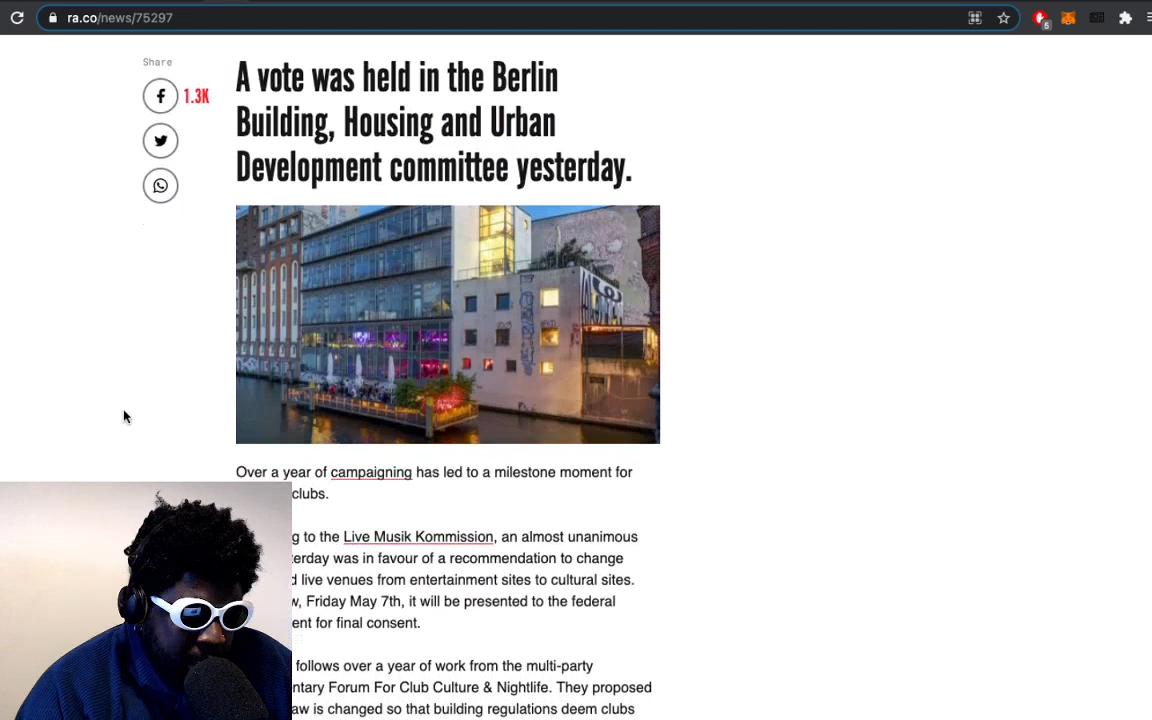 ra.co/news/75297
6
Share
1.3K
A vote was held in the Berlin
Building, Housing and Urban
Development committee yesterday.
Over a year of campaigning has led to a milestone moment for
clubs.
g to the Live Musik Kommission, an almost unanimous
terday was in favour of a recommendation to change
d live venues from entertainment sites to cultural sites.
w, Friday May 7th, it will be presented to the federal
ent for final consent.
follows over a year of work from the multi-party
ntary Forum For Club Culture & Nightlife. They proposed
aw is changed so that building regulations deem clubs